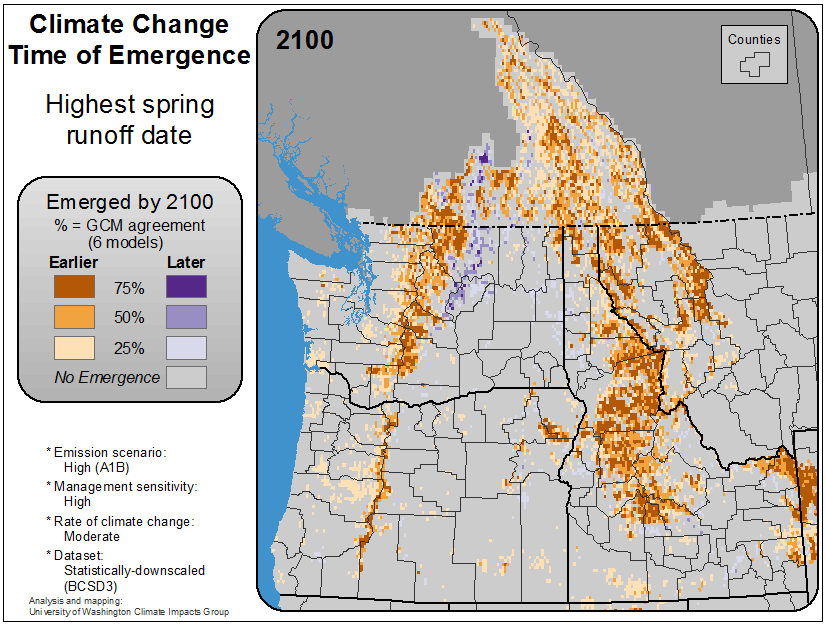 Climate Change
Time of Emergence
Highest spring
runoff date
Emerged by 2100
% = GCM agreement
(6 models)
Earlier Later
75%
50%
25%
No Emergence
* Emission scenario:
High (A1B)
* Management sensitivity:
High
* Rate of climate change:
Moderate
* Dataset:
Statistically-downscaled
(BCSD3)
Analysis and mapping:
University of Washington Climate Impacts Group
2100
Counties